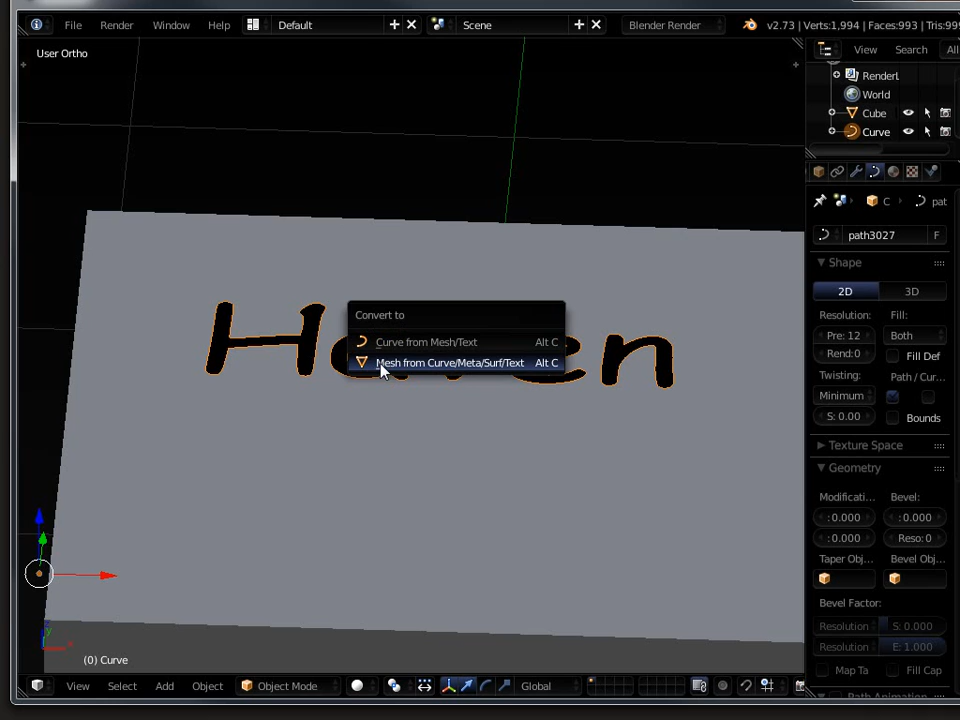 File Render Window Help Default Scene Blender Render v2.73 | Verts:1,994 | Faces:993 | Tris:99
User Ortho
View Search All
RenderL
World
Cube
Curve
C pat
path3027 F
Shape
2D 3D
Resolution: Fill:
Pre: 12 Both
Rend:0 Fill Def
Twisting: Path / Cur...
Minimum
S: 0.00 Bounds
Texture Space
Geometry
Modificati... Bevel:
:0.000 :0.000
:0.000 Reso: 0
Taper Obj... Bevel Obj...
Bevel Factor:
Resolution S: 0.000
Resolution E: 1.000
Map Ta Fill Cap
Path Animation
H en
Convert to
Curve from Mesh/Text Alt C
Mesh from Curve/Meta/Surf/Text Alt C
y
(0) Curve
View Select Add Object Object Mode Global